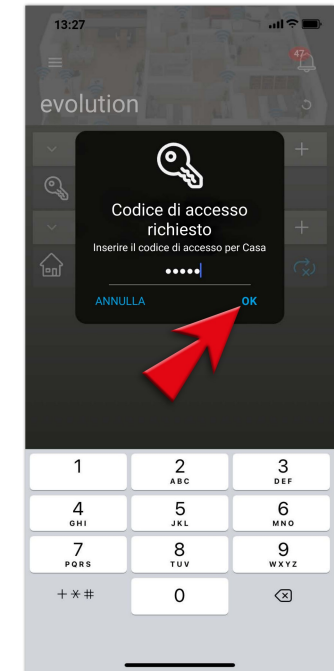 13:27
47
evolution
Codice di accesso
richiesto
Inserire il codice di accesso per Casa
•••••
ANNULLA OK
1 2 3
ABC DEF
4 5 6
GHI JKL MNO
7 8 9
PQRS TUV WXYZ
+*# 0